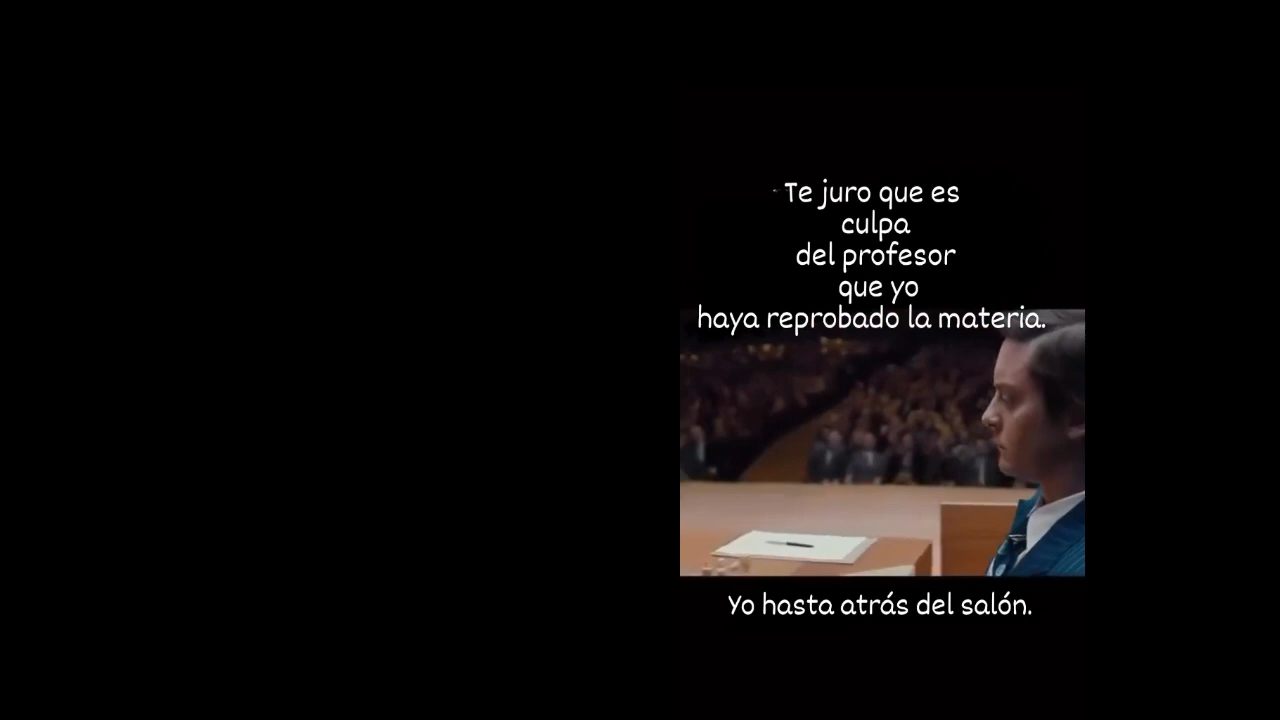 Te juro que es
culpa
del profesor
que yo
haya reprobado la materia.
Yo hasta atrás del salón.